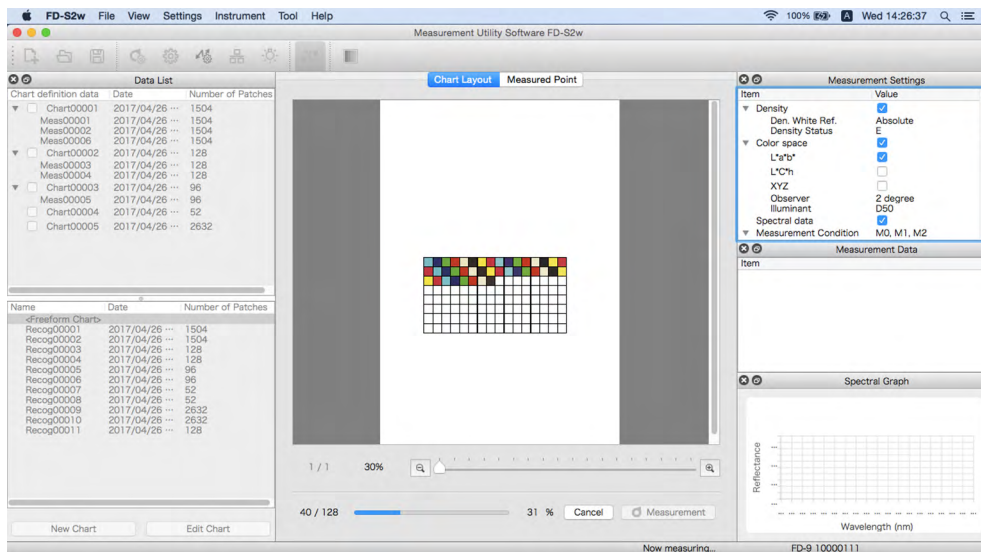 FD-S2w File View Settings Instrument Tool Help 100% A Wed 14:26:37
Measurement Utility Software FD-S2w
Data List
Chart definition data Date Number of Patches
Chart00001 2017/04/26 ··· 1504
Meas00001 2017/04/26 ··· 1504
Meas00002 2017/04/26 ··· 1504
Meas00006 2017/04/26 ··· 1504
Chart00002 2017/04/26 ··· 128
Meas00003 2017/04/26 ··· 128
Meas00004 2017/04/26 ··· 128
Chart00003 2017/04/26 ··· 96
Meas00005 2017/04/26 ··· 96
Chart00004 2017/04/26 ··· 52
Chart00005 2017/04/26 ··· 2632
Name Date Number of Patches
<Freeform Chart>
Recog00001 2017/04/26 ··· 1504
Recog00002 2017/04/26 ··· 1504
Recog00003 2017/04/26 ··· 128
Recog00004 2017/04/26 ··· 128
Recog00005 2017/04/26 ··· 96
Recog00006 2017/04/26 ··· 96
Recog00007 2017/04/26 ··· 52
Recog00008 2017/04/26 ··· 52
Recog00009 2017/04/26 ··· 2632
Recog00010 2017/04/26 ··· 2632
Recog00011 2017/04/26 ··· 128
New Chart Edit Chart
Chart Layout Measured Point
1 / 1 30%
40 / 128 31 % Cancel Measurement
Measurement Settings
Item Value
Density
Den. White Ref. Absolute
Density Status E
Color space
L*a*b*
L*C*h
XYZ
Observer 2 degree
Illuminant D50
Spectral data
Measurement Condition M0, M1, M2
Measurement Data
Item
Spectral Graph
Reflectance
Wavelength (nm)
Now measuring... FD-9 10000111